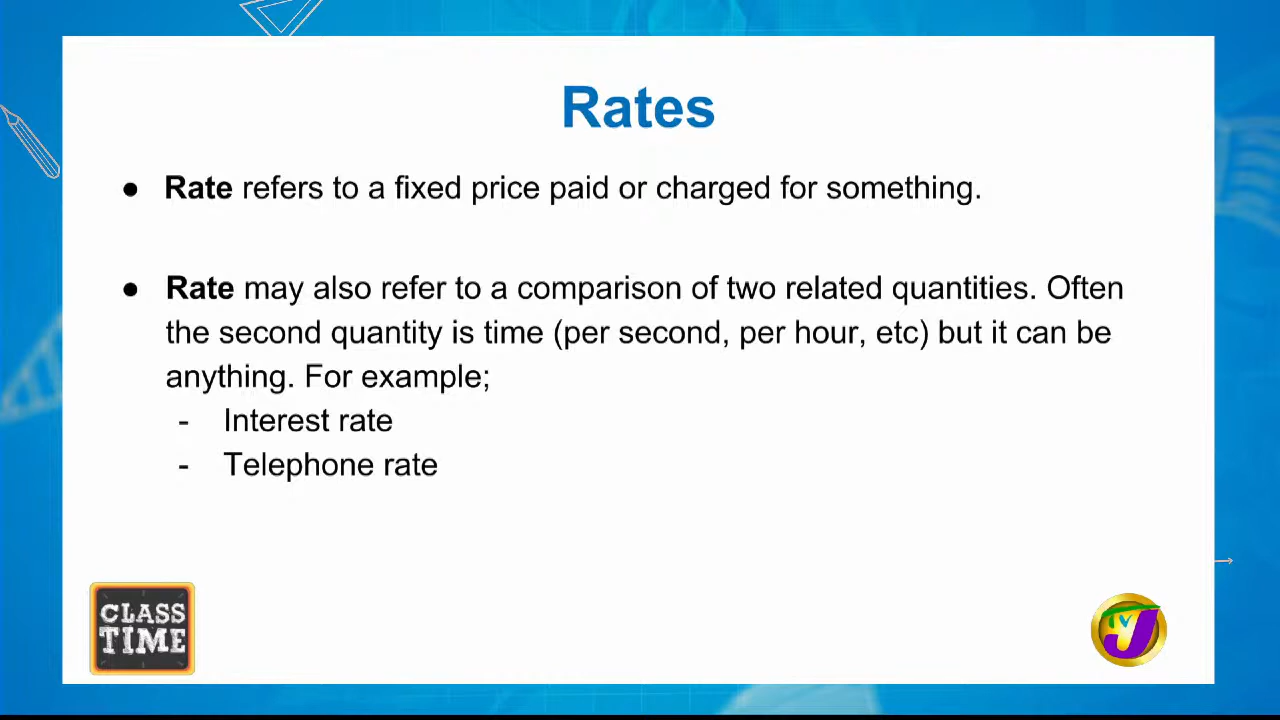 Rates
● Rate refers to a fixed price paid or charged for something.
● Rate may also refer to a comparison of two related quantities. Often
the second quantity is time (per second, per hour, etc) but it can be
anything. For example;
- Interest rate
- Telephone rate
CLASS
TIME
TVJ